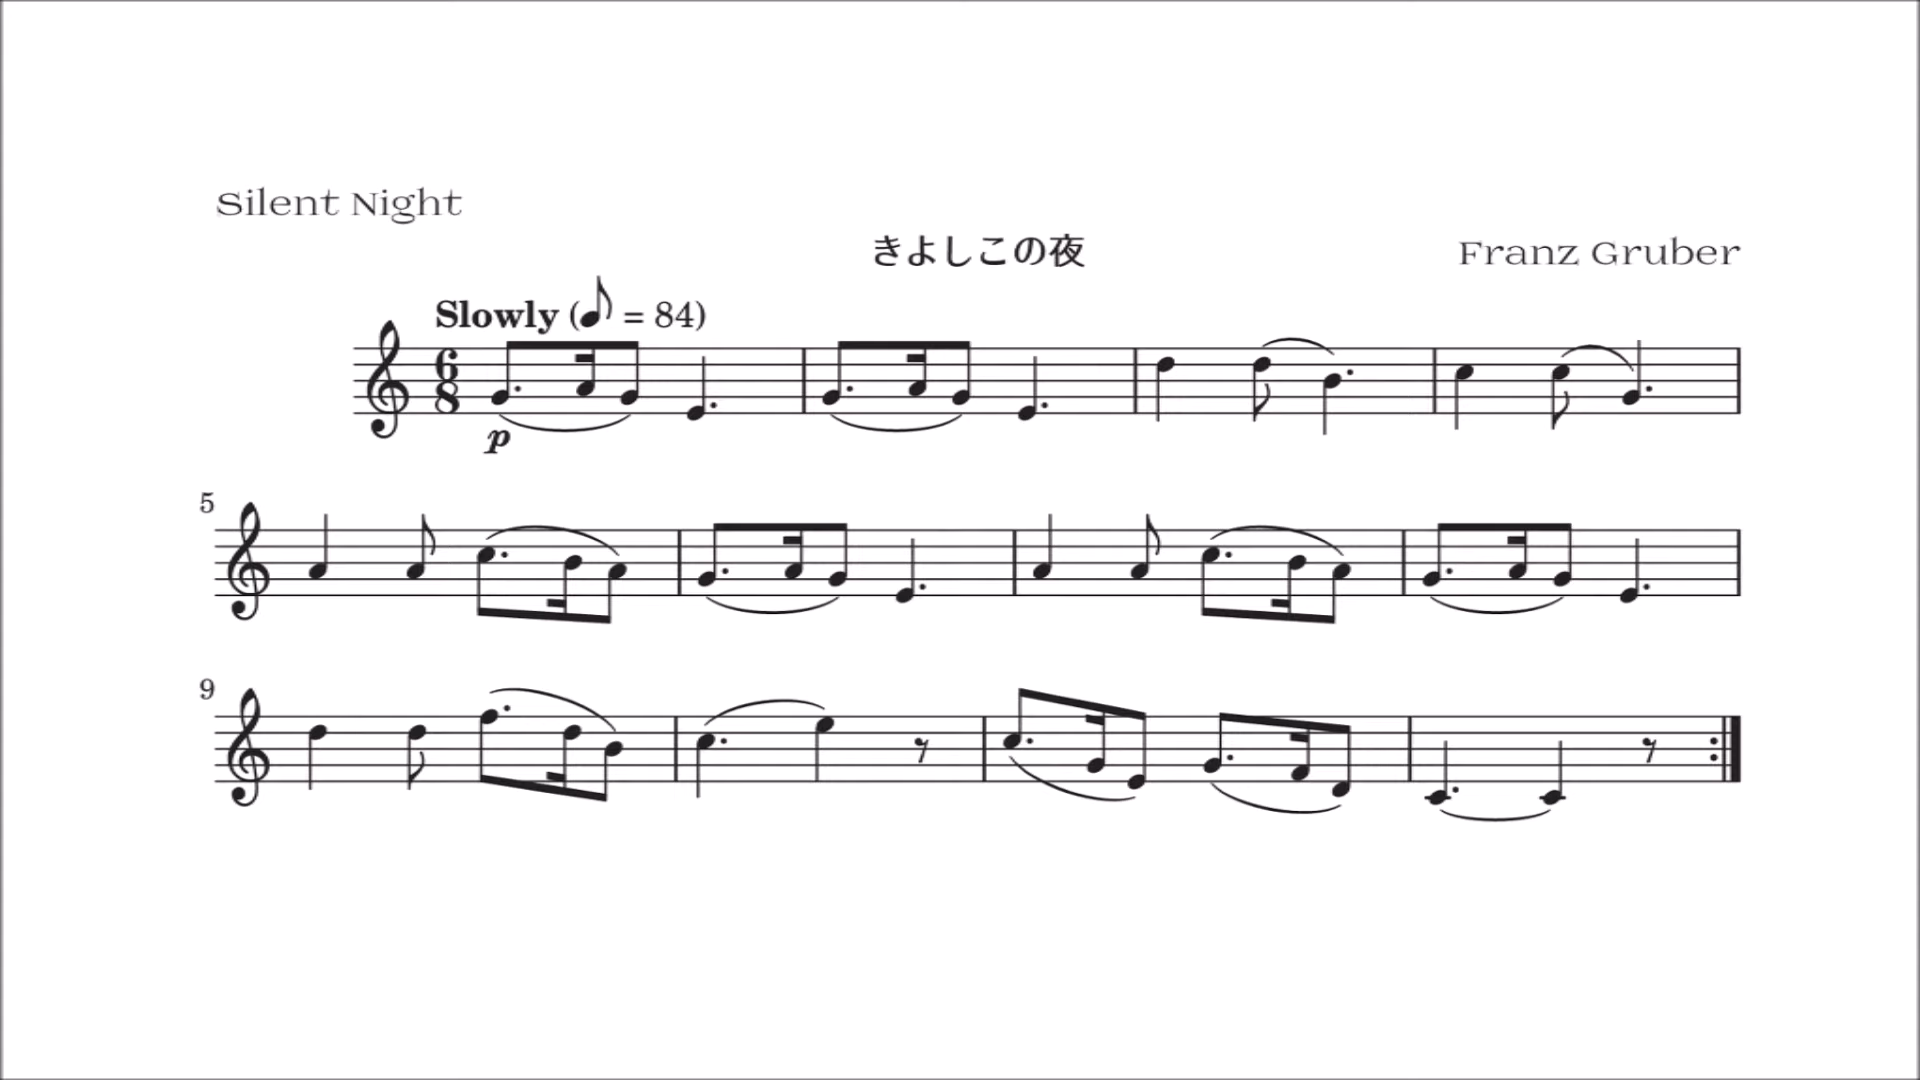 Silent Night
きよしこの夜
Franz Gruber
Slowly (♪ = 84)
6
8
p
5
9